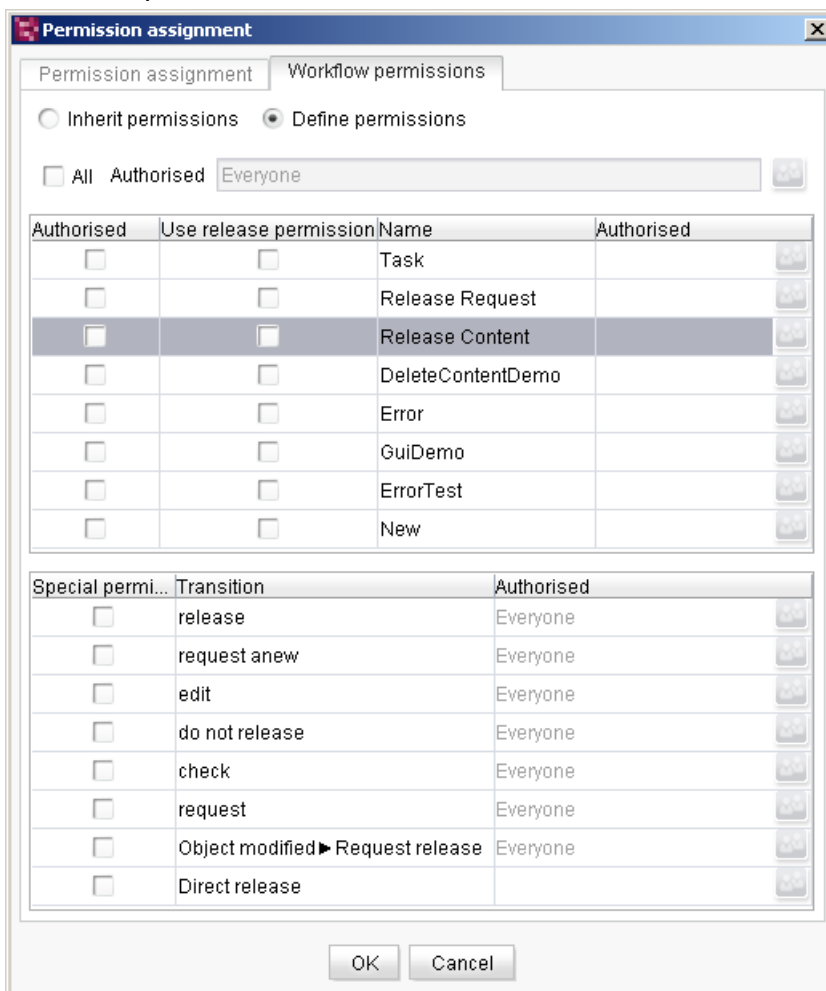 Permission assignment
Permission assignment Workflow permissions
Inherit permissions Define permissions
All Authorised Everyone
Authorised Use release permission Name Authorised
Task
Release Request
Release Content
DeleteContentDemo
Error
GuiDemo
ErrorTest
New
Special permi... Transition Authorised
release Everyone
request anew Everyone
edit Everyone
do not release Everyone
check Everyone
request Everyone
Object modified►Request release Everyone
Direct release
OK Cancel